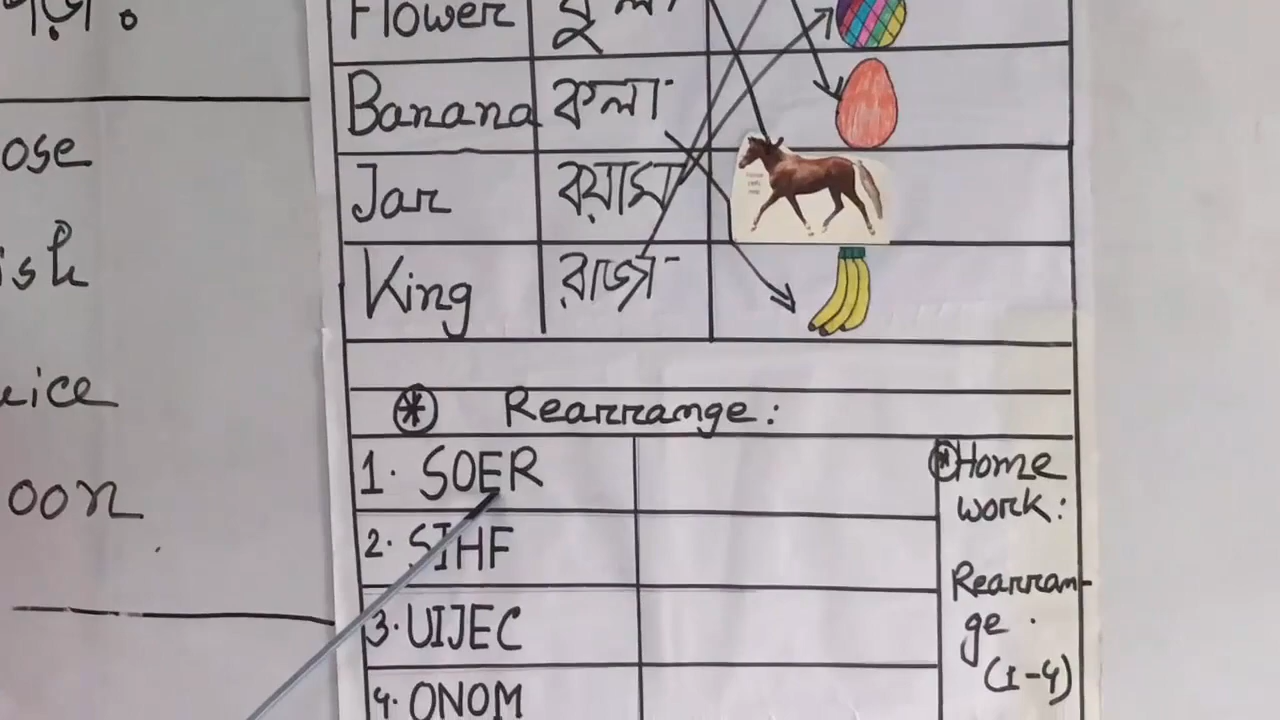 ose
ish
uice
oon
Flower
Banana কলা
Jar বয়াম
King রাজা
Rearrange:
1. SOER
2. SIHF
3. UIJEC
4. ONOM
Home
work:
Rearran-
ge.
(1-4)